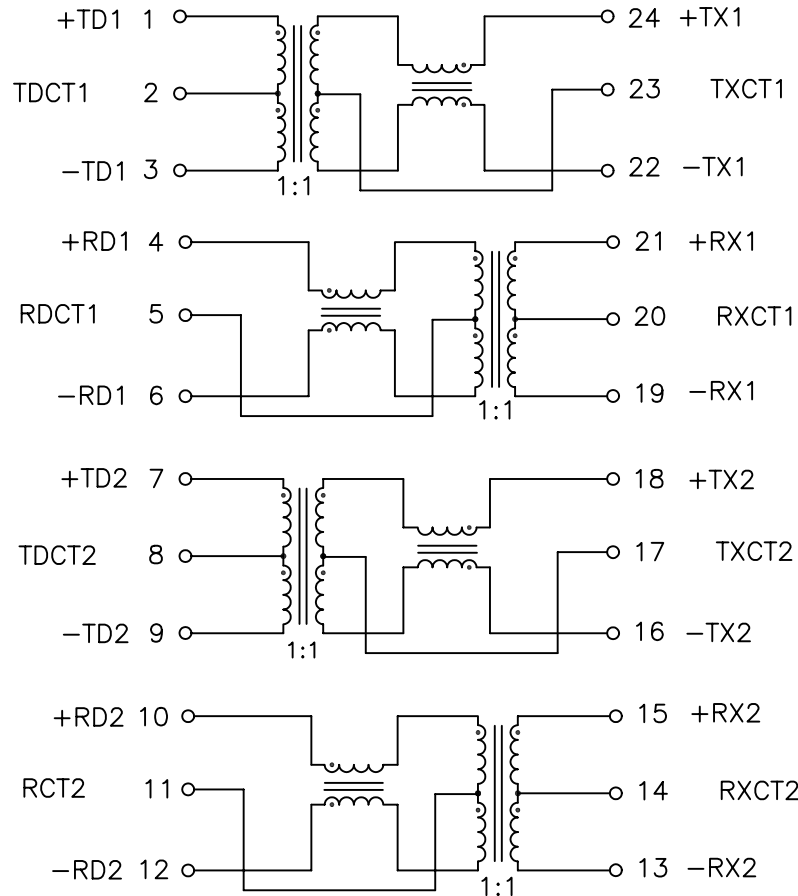 +TD1 1 24 +TX1
TDCT1 2 23 TXCT1
−TD1 3 22 −TX1
1:1
+RD1 4 21 +RX1
RDCT1 5 20 RXCT1
−RD1 6 19 −RX1
1:1
+TD2 7 18 +TX2
TDCT2 8 17 TXCT2
−TD2 9 16 −TX2
1:1
+RD2 10 15 +RX2
RCT2 11 14 RXCT2
−RD2 12 13 −RX2
1:1